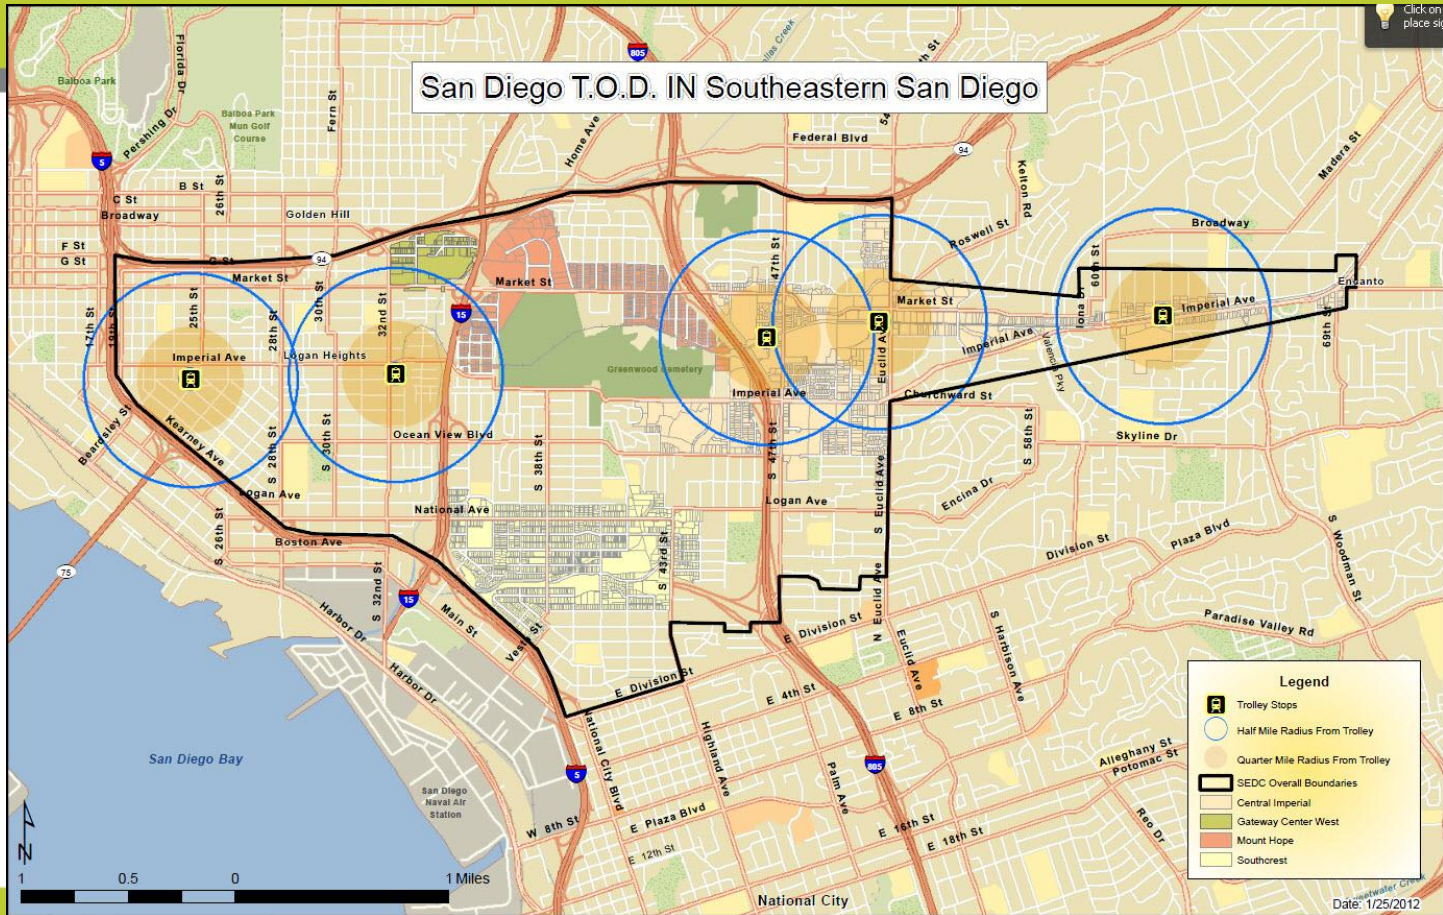 Click on
San Diego T.O.D. IN Southeastern San Diego
Balboa Park
Florida Dr
Pershing Dr
Balboa Park
Mun Golf
Course
Fern St
Home Ave
805
Federal Blvd
94
Kelton Rd
Madera St
5
B St
C St
Broadway
26th St
Golden Hill
F St
G St
G St
94
Market St
Market St
15
47th St
Roswell St
60th St
Broadway
Market St
Imperial Ave
Encanto
17th St
19th St
25th St
28th St
30th St
32nd St
Imperial Ave
Logan Heights
Greenwood Cemetery
Imperial Ave
Euclid Ave
Imperial Ave
Iona Dr
Valencia Pky
69th St
Churchward St
Beardsley St
Kearney Ave
S 28th St
S 30th St
Ocean View Blvd
S 38th St
S 47th St
S Euclid Ave
S 58th St
Skyline Dr
Logan Ave
National Ave
Logan Ave
Encina Dr
S 26th St
Boston Ave
S 43rd St
Division St
Plaza Blvd
S Woodman St
75
S 32nd St
15
Harbor Dr
Main St
Vesta St
E Division St
N Euclid Ave
S Harbison Ave
Paradise Valley Rd
Harbor Dr
E Division St
E 4th St
Euclid Ave
E 8th St
National City Blvd
Highland Ave
Palm Ave
805
5
Alleghany St
Potomac St
San Diego Bay
San Diego
Naval Air
Station
W 8th St
E Plaza Blvd
E 12th St
E 16th St
E 18th St
Reo Dr
National City
N
1 0.5 0 1 Miles
Legend
Trolley Stops
Half Mile Radius From Trolley
Quarter Mile Radius From Trolley
SEDC Overall Boundaries
Central Imperial
Gateway Center West
Mount Hope
Southcrest
Date: 1/25/2012